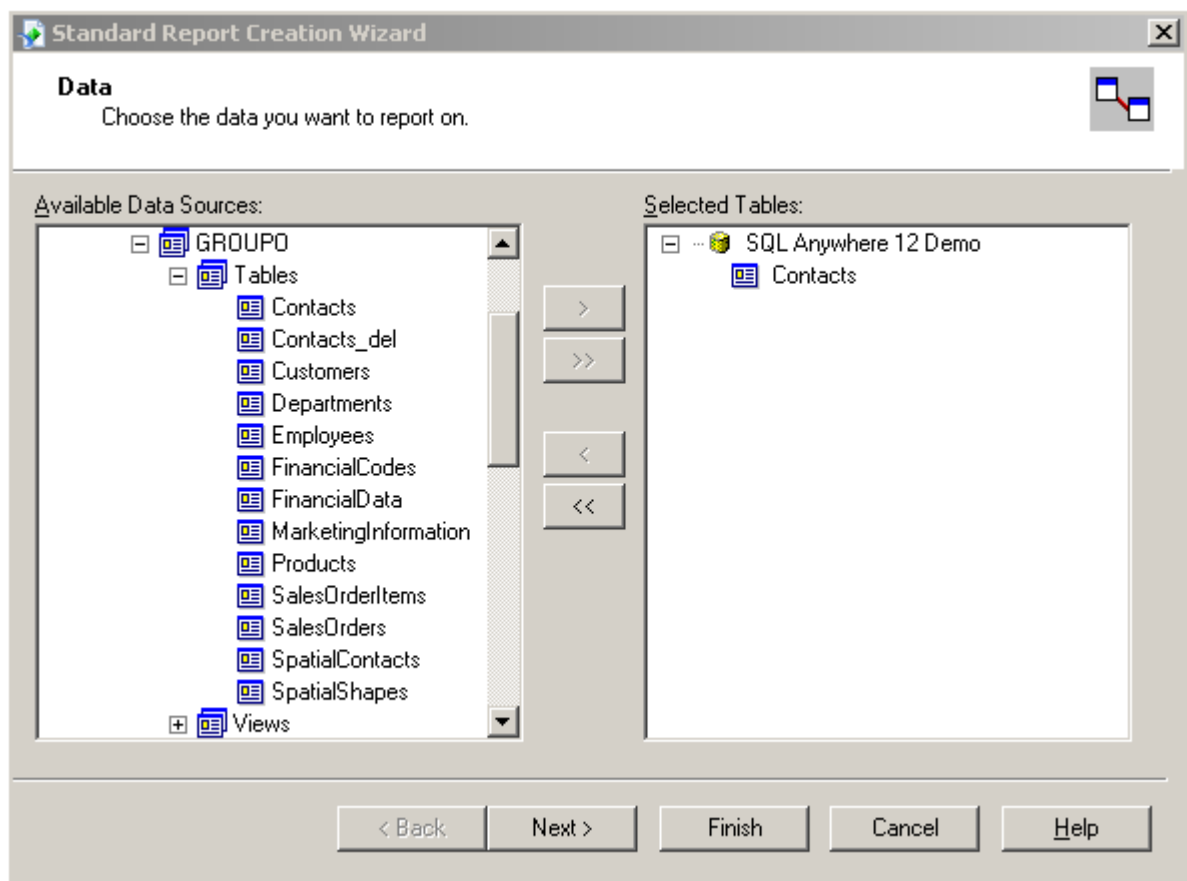 Standard Report Creation Wizard
Data
Choose the data you want to report on.
Available Data Sources:
GROUPO
Tables
Contacts
Contacts_del
Customers
Departments
Employees
FinancialCodes
FinancialData
MarketingInformation
Products
SalesOrderItems
SalesOrders
SpatialContacts
SpatialShapes
Views
>
>>
<
<<
Selected Tables:
SQL Anywhere 12 Demo
Contacts
< Back
Next >
Finish
Cancel
Help